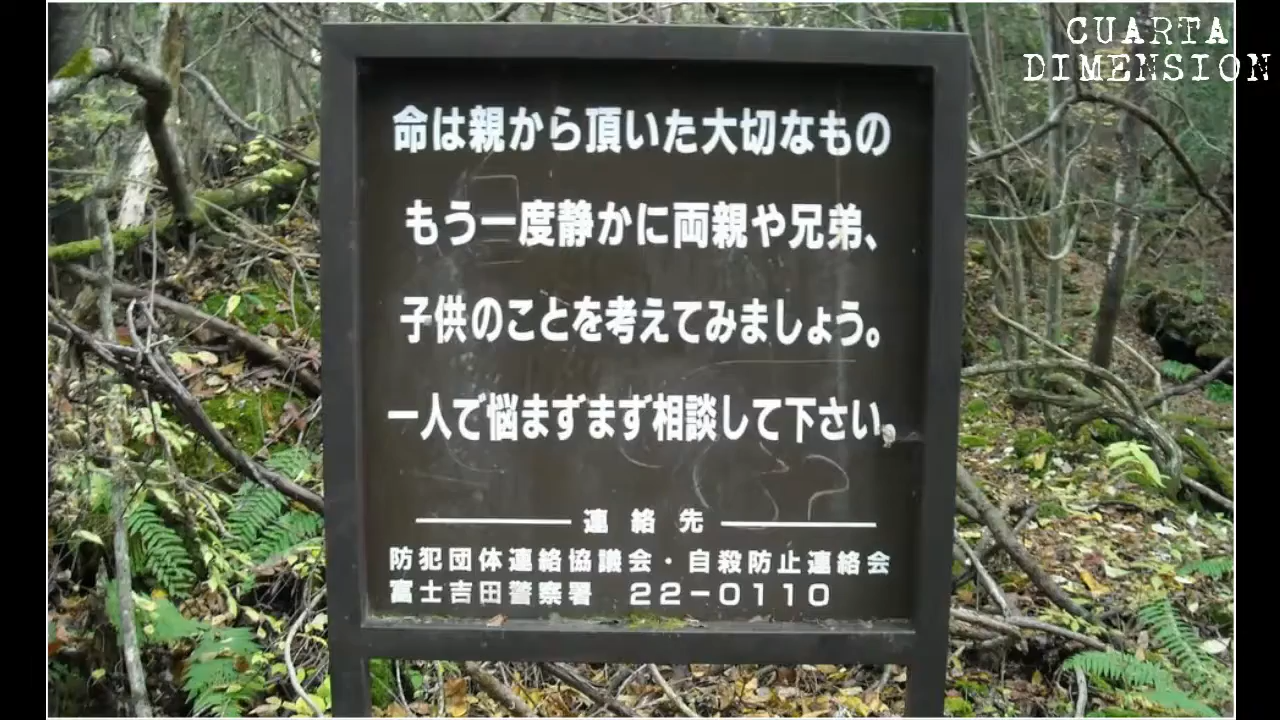 CUARTA
DIMENSION
命は親から頂いた大切なもの
もう一度静かに両親や兄弟、
子供のことを考えてみましょう。
一人で悩まずまず相談して下さい。
連絡先
防犯団体連絡協議会・自殺防止連絡会
富士吉田警察署 22-0110